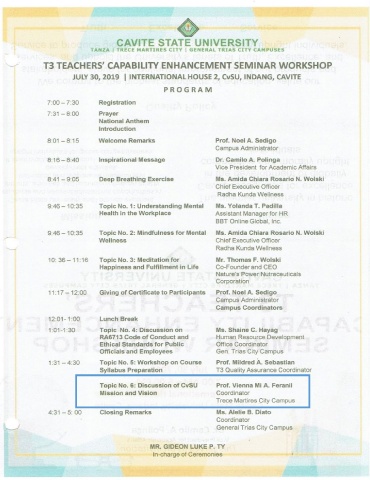 CAVITE STATE UNIVERSITY
TANZA / TRECE MARTIRES CITY | GENERAL TRIAS CITY CAMPUSES
T3 TEACHERS' CAPABILITY ENHANCEMENT SEMINAR WORKSHOP
JULY 30, 2019 | INTERNATIONAL HOUSE 2, CvSU, INDANG, CAVITE
PROGRAM
7:00 – 7:30 Registration
7:31 – 8:00 Prayer
National Anthem
Introduction
8:01 – 8:15 Welcome Remarks Prof. Noel A. Sedigo
Campus Administrator
8:15 – 8:40 Inspirational Message Dr. Camilo A. Polinga
Vice President for Academic Affairs
8:41 – 9:05 Deep Breathing Exercise Ms. Amida Chiara Rosario N. Wolski
Chief Executive Officer
Radha Kunda Wellness
9:46 – 10:35 Topic No. 1: Understanding Mental Ms. Yolanda T. Padilla
Health in the Workplace Assistant Manager for HR
BBT Online Global, Inc.
9:46 – 10:35 Topic No. 2: Mindfulness for Mental Ms. Amida Chiara Rosario N. Wolski
Wellness Chief Executive Officer
Radha Kunda Wellness
10: 36 – 11:16 Topic No. 3: Meditation for Mr. Thomas F. Wolski
Happiness and Fulfillment in Life Co-Founder and CEO
Natura's Power Nutraceuticals
Corporation
11:17 – 12:00 Giving of Certificate to Participants Prof. Noel A. Sedigo
Campus Administrator
Campus Coordinators
12:01- 1:00 Lunch Break
1:01-1:30 Topic No. 4: Discussion on Ms. Shaine C. Hayag
RA6713 Code of Conduct and Human Resource Development
Ethical Standards for Public Office Coordinator
Officials and Employees Gen. Trias City Campus
1:31 – 4:30 Topic No. 5: Workshop on Course Prof. Mildred A. Sebastian
Syllabus Preparation T3 Quality Assurance Coordinator
Topic No. 6: Discussion of CvSU Prof. Vienna Mi A. Feranil
Mission and Vision Coordinator
Trece Martires City Campus
4:31 – 5: 00 Closing Remarks Ms. Alelie B. Diato
Coordinator
General Trias City Campus
MR. GIDEON LUKE P. TY
In-charge of Ceremonies